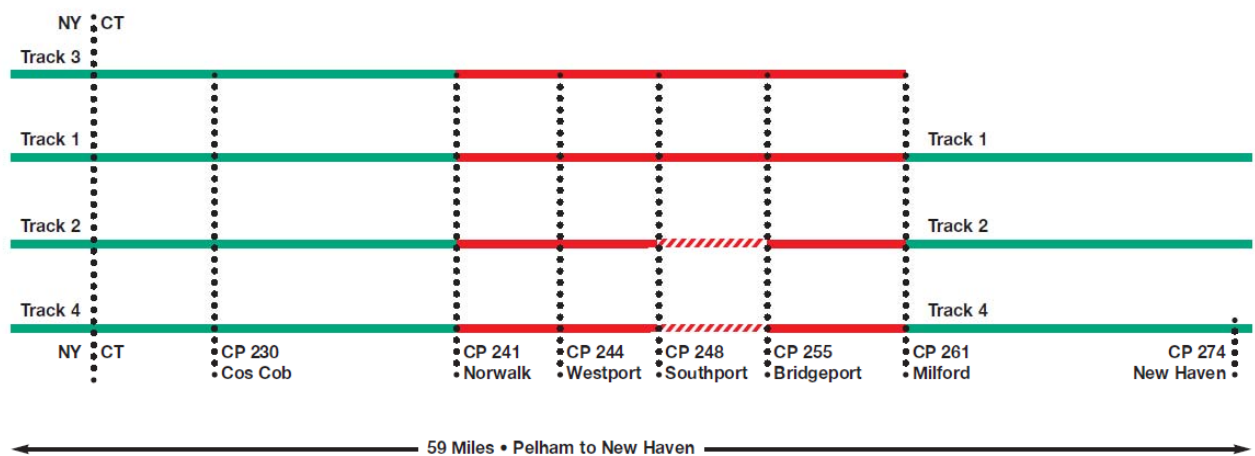 NY CT
Track 3
Track 1 Track 1
Track 2 Track 2
Track 4 Track 4
NY CT
CP 230 CP 241 CP 244 CP 248 CP 255 CP 261 CP 274
Cos Cob Norwalk Westport Southport Bridgeport Milford New Haven
59 Miles • Pelham to New Haven